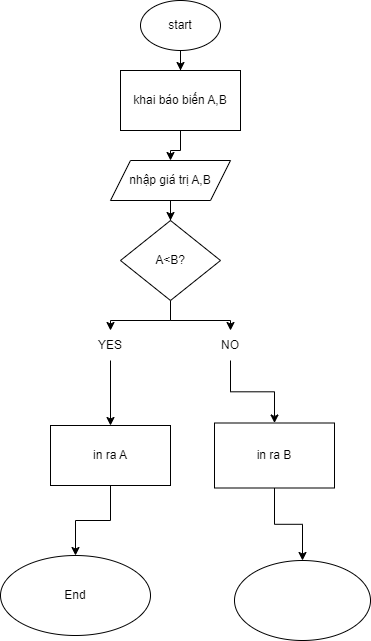 start
khai báo biến A,B
nhập giá trị A,B
A<B?
YES
NO
in ra A
in ra B
End